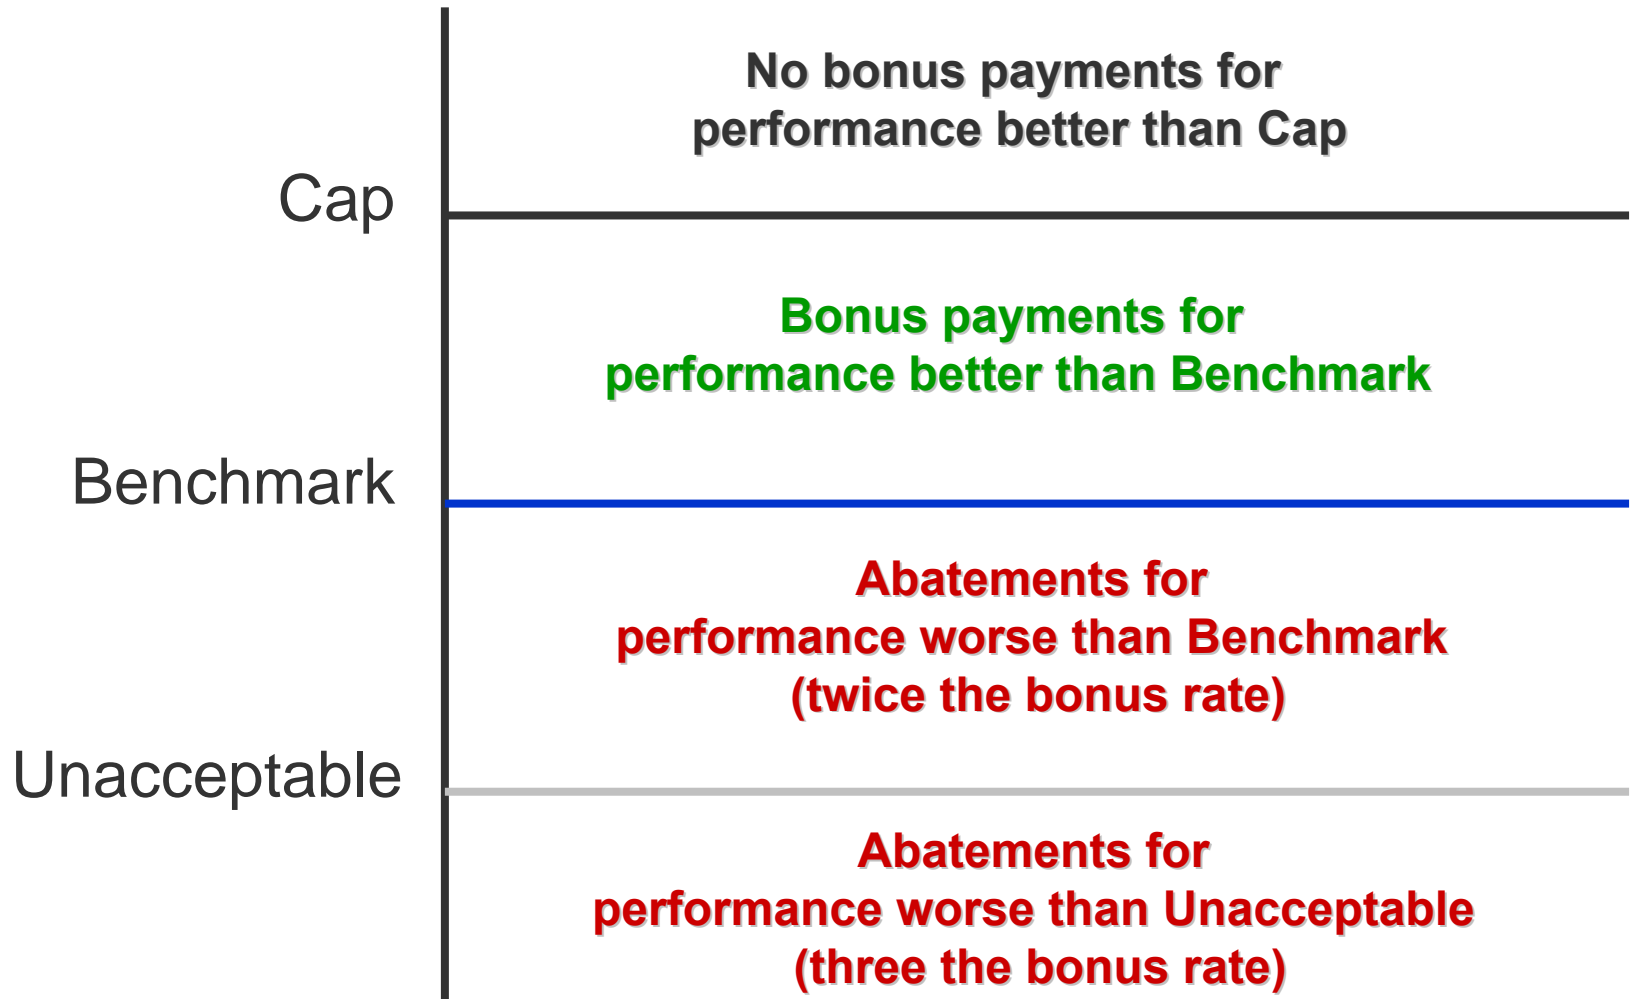 No bonus payments for
performance better than Cap
Cap
Bonus payments for
performance better than Benchmark
Benchmark
Abatements for
performance worse than Benchmark
(twice the bonus rate)
Unacceptable
Abatements for
performance worse than Unacceptable
(three the bonus rate)